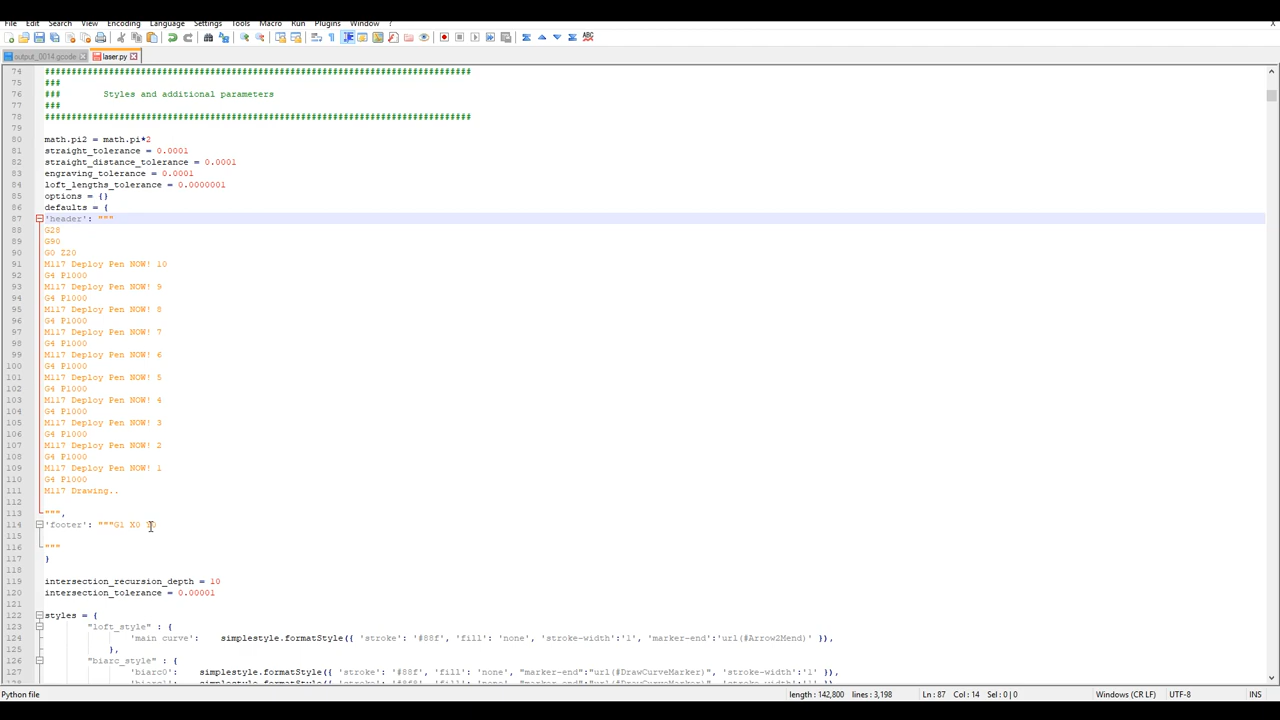 File Edit Search View Encoding Language Settings Tools Macro Run Plugins Window ? X
output_0014.gcode laser.py
74 ################################################################################
75 ###
76 ### Styles and additional parameters
77 ###
78 ################################################################################
79
80 math.pi2 = math.pi*2
81 straight_tolerance = 0.0001
82 straight_distance_tolerance = 0.0001
83 engraving_tolerance = 0.0001
84 loft_lengths_tolerance = 0.0000001
85 options = {}
86 defaults = {
87 'header': """
88 G28
89 G90
90 G0 Z20
91 M117 Deploy Pen NOW! 10
92 G4 P1000
93 M117 Deploy Pen NOW! 9
94 G4 P1000
95 M117 Deploy Pen NOW! 8
96 G4 P1000
97 M117 Deploy Pen NOW! 7
98 G4 P1000
99 M117 Deploy Pen NOW! 6
100 G4 P1000
101 M117 Deploy Pen NOW! 5
102 G4 P1000
103 M117 Deploy Pen NOW! 4
104 G4 P1000
105 M117 Deploy Pen NOW! 3
106 G4 P1000
107 M117 Deploy Pen NOW! 2
108 G4 P1000
109 M117 Deploy Pen NOW! 1
110 G4 P1000
111 M117 Drawing..
112
113 """,
114 'footer': """G1 X0 Y0
115
116 """
117 }
118
119 intersection_recursion_depth = 10
120 intersection_tolerance = 0.00001
121
122 styles = {
123 "loft_style" : {
124 'main curve': simplestyle.formatStyle({ 'stroke': '#88f', 'fill': 'none', 'stroke-width':'1', 'marker-end':'url(#Arrow2Mend)' }),
125 },
126 "biarc_style" : {
127 'biarc0': simplestyle.formatStyle({ 'stroke': '#88f', 'fill': 'none', "marker-end":"url(#DrawCurveMarker)", 'stroke-width':'1' }),
Python file length : 142,800 lines : 3,198 Ln : 87 Col : 14 Sel : 0 | 0 Windows (CR LF) UTF-8 INS